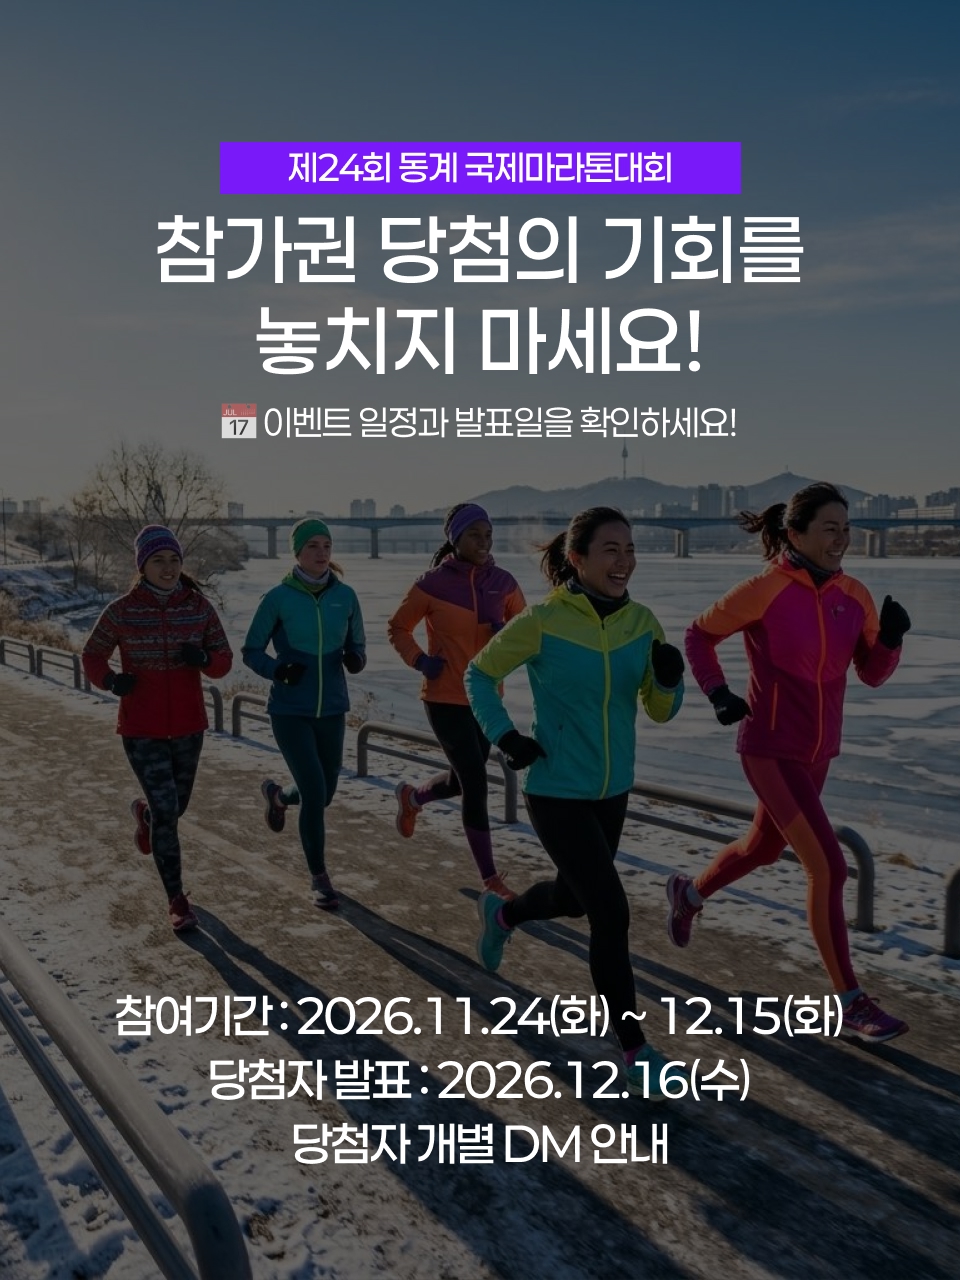 제24회 동계 국제마라톤대회
참가권 당첨의 기회를
놓치지 마세요!
JUL 17 이벤트 일정과 발표일을 확인하세요!
참여기간 : 2026.11.24(화) ~ 12.15(화)
당첨자 발표 : 2026.12.16(수)
당첨자 개별 DM 안내